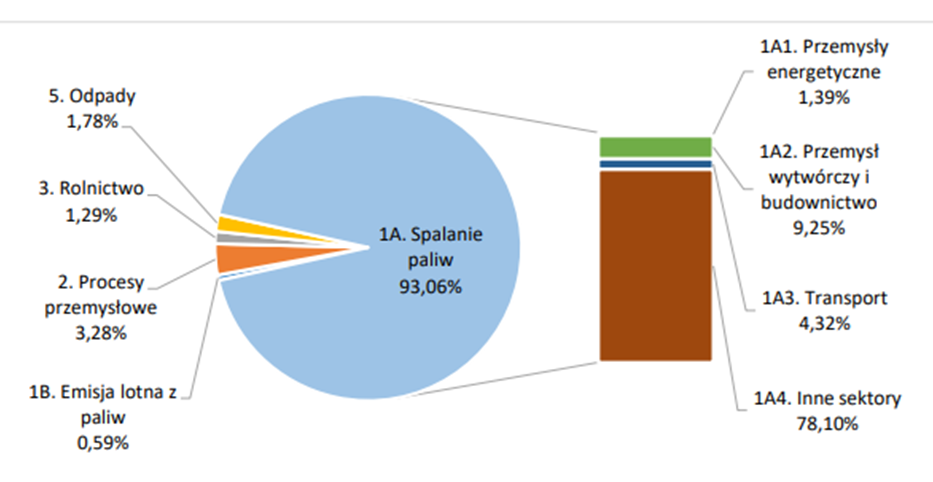 5. Odpady
1,78%
3. Rolnictwo
1,29%
2. Procesy
przemysłowe
3,28%
1B. Emisja lotna z
paliw
0,59%
1A. Spalanie
paliw
93,06%
1A1. Przemysły
energetyczne
1,39%
1A2. Przemysł
wytwórczy i
budownictwo
9,25%
1A3. Transport
4,32%
1A4. Inne sektory
78,10%